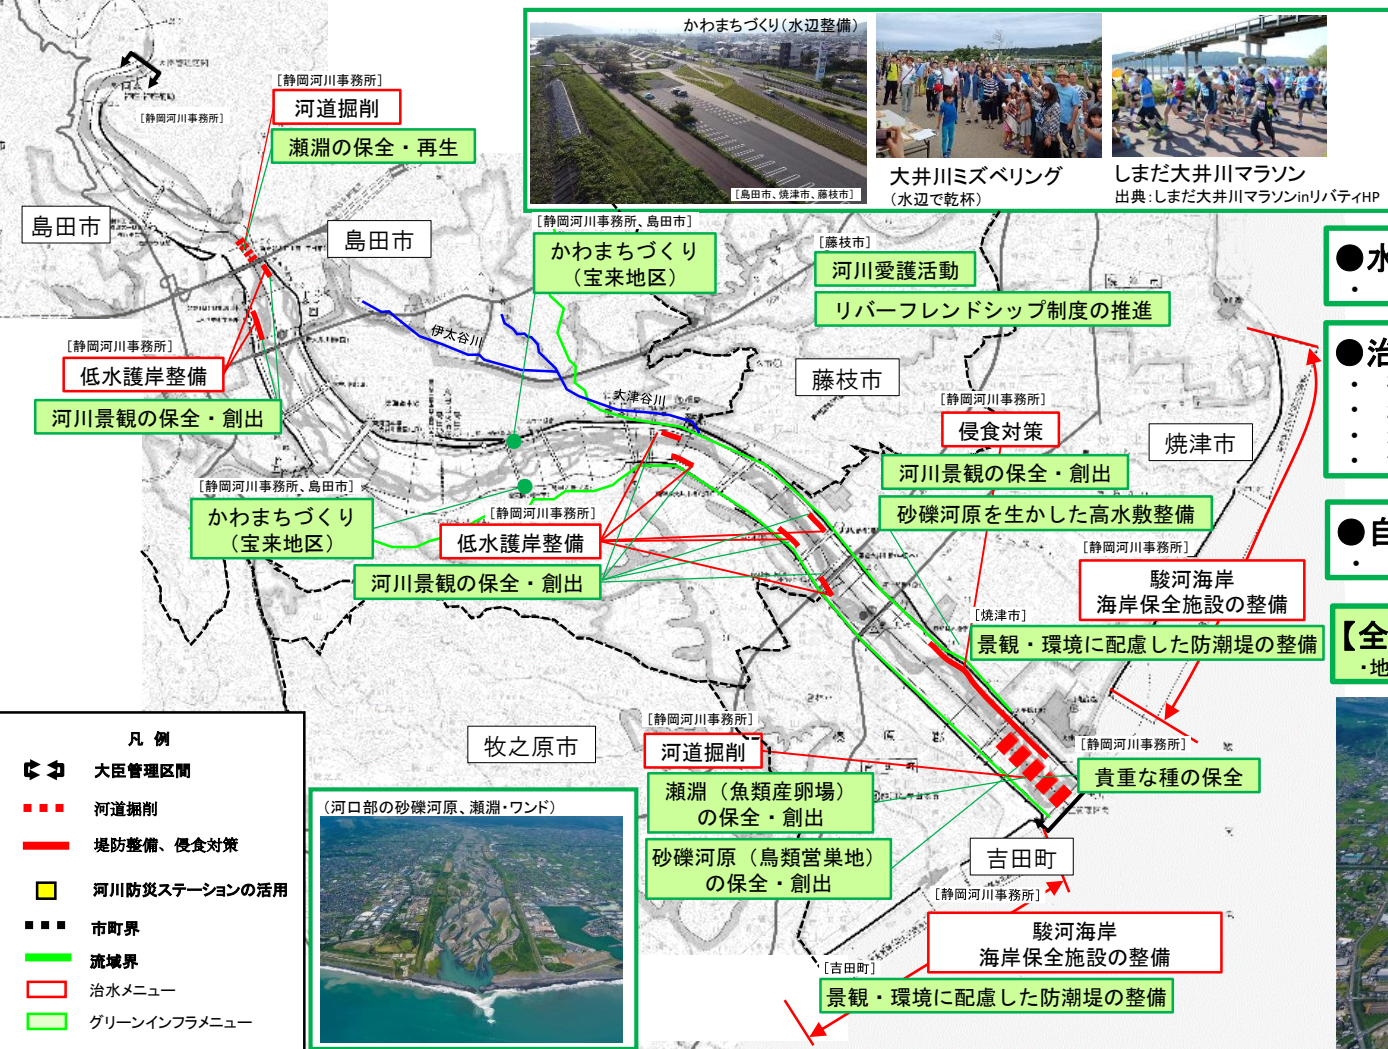 かわまちづくり(水辺整備)
[島田市、焼津市、藤枝市]
大井川ミズベリング
(水辺で乾杯)
しまだ大井川マラソン
出典:しまだ大井川マラソンinリバティHP
大臣管理区間
[静岡河川事務所]
[静岡河川事務所]
河道掘削
瀬淵の保全・再生
島田市
島田市
[静岡河川事務所、島田市]
かわまちづくり
(宝来地区)
[藤枝市]
河川愛護活動
リバーフレンドシップ制度の推進
●水
・
●治
・
・
・
・
●自
・
【全
・地
伊太谷川
大津谷川
[静岡河川事務所]
低水護岸整備
河川景観の保全・創出
藤枝市
焼津市
[静岡河川事務所]
侵食対策
河川景観の保全・創出
砂礫河原を生かした高水敷整備
[静岡河川事務所、島田市]
かわまちづくり
(宝来地区)
[静岡河川事務所]
低水護岸整備
河川景観の保全・創出
[静岡河川事務所]
駿河海岸
海岸保全施設の整備
[焼津市]
景観・環境に配慮した防潮堤の整備
牧之原市
[静岡河川事務所]
河道掘削
瀬淵(魚類産卵場)
の保全・創出
砂礫河原(鳥類営巣地)
の保全・創出
[静岡河川事務所]
貴重な種の保全
吉田町
[静岡河川事務所]
駿河海岸
海岸保全施設の整備
[吉田町]
景観・環境に配慮した防潮堤の整備
(河口部の砂礫河原、瀬淵・ワンド)
凡 例
大臣管理区間
河道掘削
堤防整備、侵食対策
河川防災ステーションの活用
市町界
流域界
治水メニュー
グリーンインフラメニュー